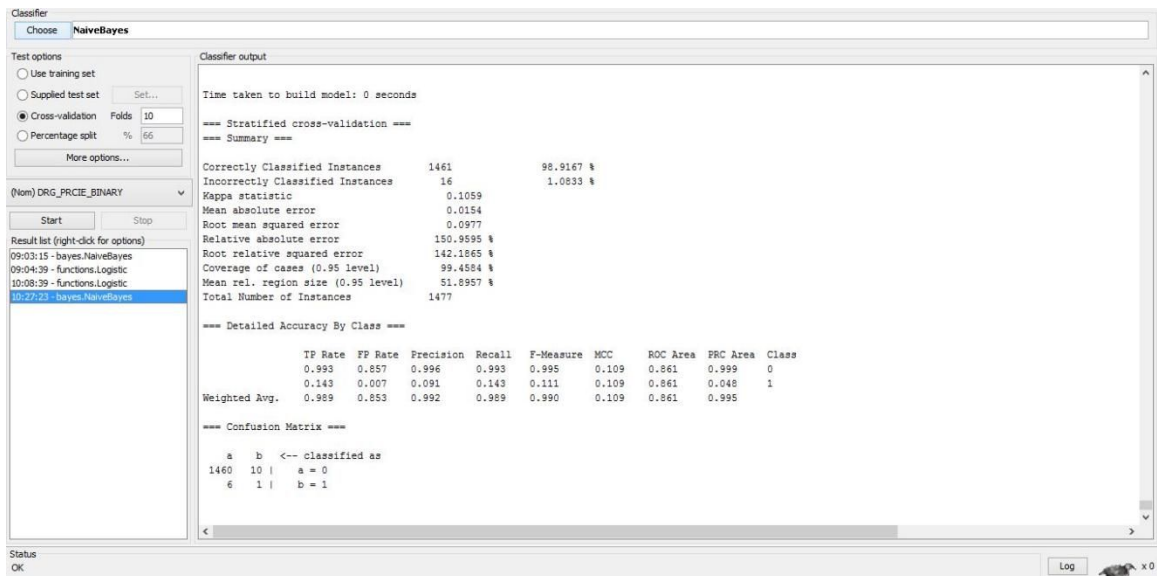 Classifier
Choose NaiveBayes
Test options
Use training set
Supplied test set Set...
Cross-validation Folds 10
Percentage split % 66
More options...
(Nom) DRG_PRCIE_BINARY
Start Stop
Result list (right-click for options)
09:03:15 - bayes.NaiveBayes
09:04:39 - functions.Logistic
10:08:39 - functions.Logistic
10:27:23 - bayes.NaiveBayes
Classifier output
Time taken to build model: 0 seconds
=== Stratified cross-validation ===
=== Summary ===
Correctly Classified Instances 1461 98.9167 %
Incorrectly Classified Instances 16 1.0833 %
Kappa statistic 0.1059
Mean absolute error 0.0154
Root mean squared error 0.0977
Relative absolute error 150.9595 %
Root relative squared error 142.1865 %
Coverage of cases (0.95 level) 99.4584 %
Mean rel. region size (0.95 level) 51.8957 %
Total Number of Instances 1477
=== Detailed Accuracy By Class ===
TP Rate FP Rate Precision Recall F-Measure MCC ROC Area PRC Area Class
0.993 0.857 0.996 0.993 0.995 0.109 0.861 0.999 0
0.143 0.007 0.091 0.143 0.111 0.109 0.861 0.048 1
Weighted Avg. 0.989 0.853 0.992 0.989 0.990 0.109 0.861 0.995
=== Confusion Matrix ===
a b <-- classified as
1460 10 | a = 0
6 1 | b = 1
Status
OK
Log x 0